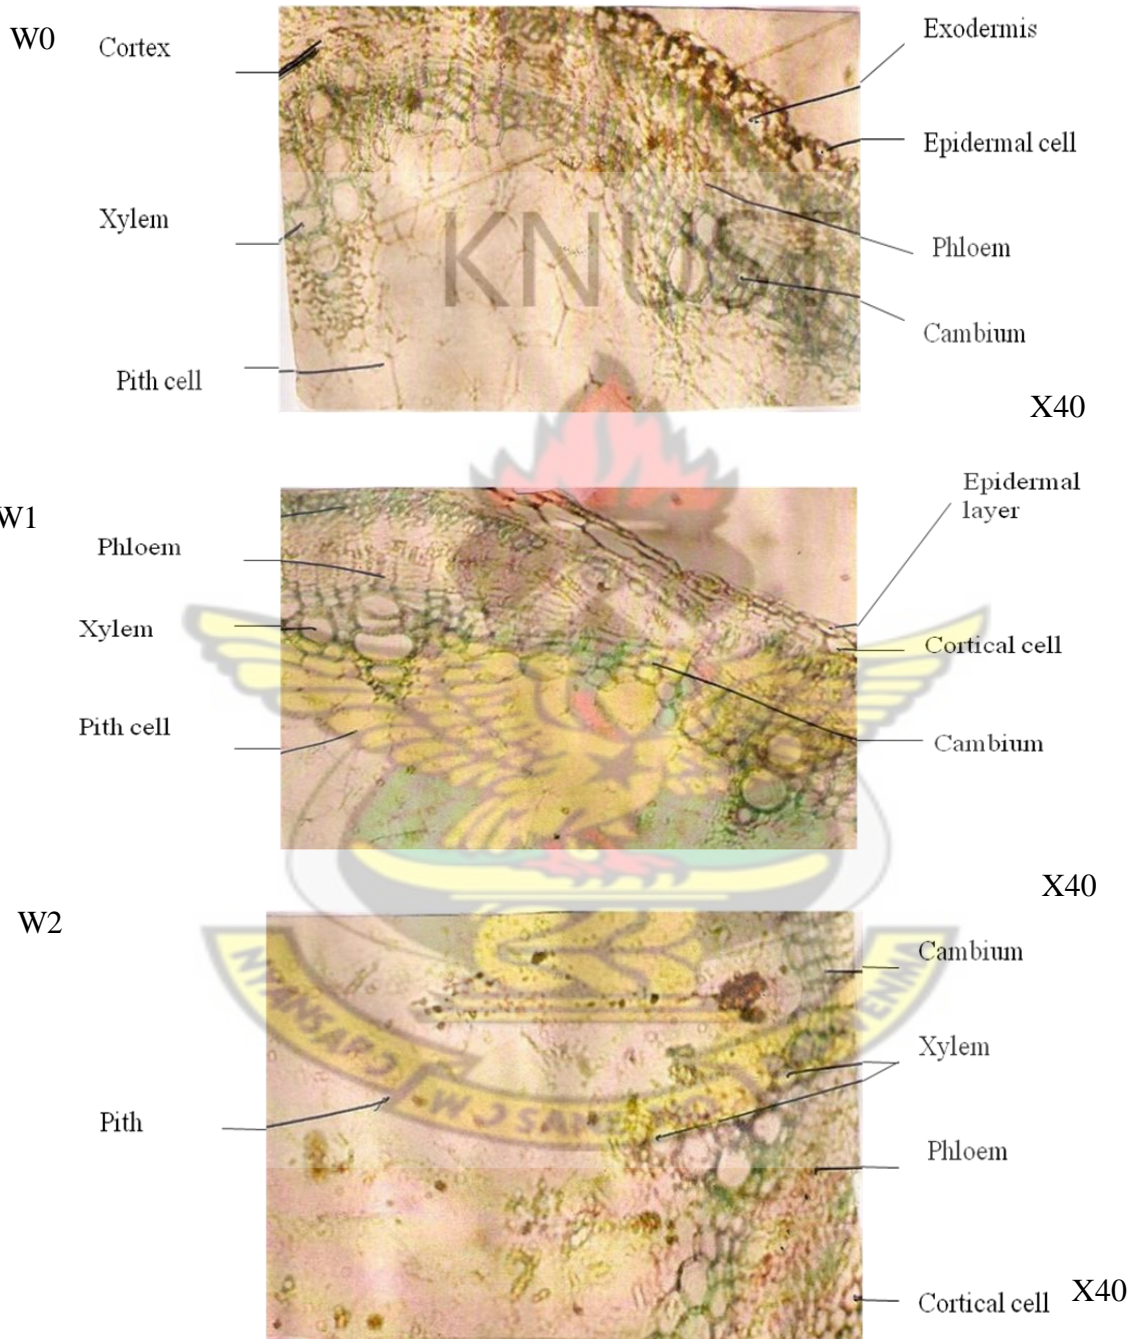 W0
Cortex
Exodermis
Epidermal cell
Xylem
KNUST
Phloem
Cambium
Pith cell
X40
W1
Epidermal
layer
Phloem
Xylem
Cortical cell
Pith cell
Cambium
X40
W2
Cambium
Xylem
Pith
Phloem
Cortical cell
X40